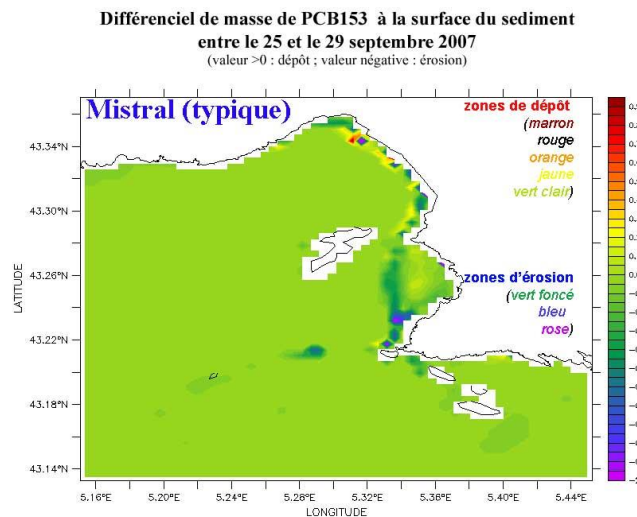 Différenciel de masse de PCB153 à la surface du sediment
entre le 25 et le 29 septembre 2007
(valeur >0 : dépôt ; valeur négative : érosion)
Mistral (typique)
zones de dépôt
(marron
rouge
orange
jaune
vert clair)
zones d'érosion
(vert foncé
bleu
rose)
43.34°N
43.30°N
43.26°N
43.22°N
43.18°N
43.14°N
LATITUDE
5.16°E 5.20°E 5.24°E 5.28°E 5.32°E 5.36°E 5.40°E 5.44°E
LONGITUDE